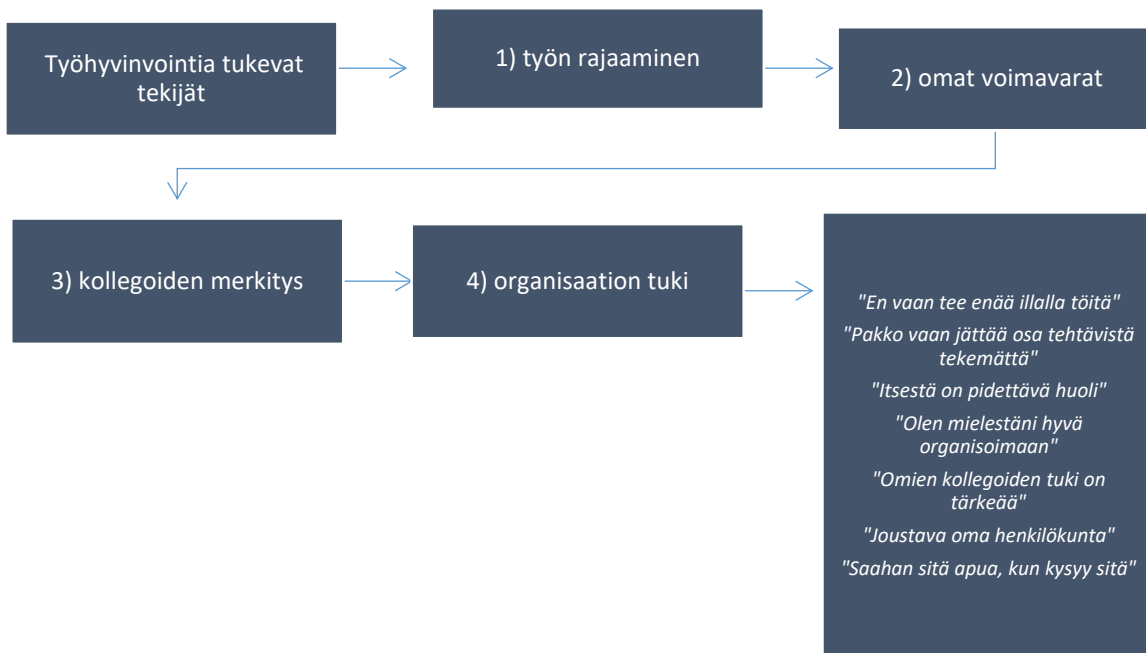 Työhyvinvointia tukevat
tekijät
1) työn rajaaminen
2) omat voimavarat
3) kollegoiden merkitys
4) organisaation tuki
"En vaan tee enää illalla töitä"
"Pakko vaan jättää osa tehtävistä
tekemättä"
"Itsestä on pidettävä huoli"
"Olen mielestäni hyvä
organisoimaan"
"Omien kollegoiden tuki on
tärkeää"
"Joustava oma henkilökunta"
"Saahan sitä apua, kun kysyy sitä"